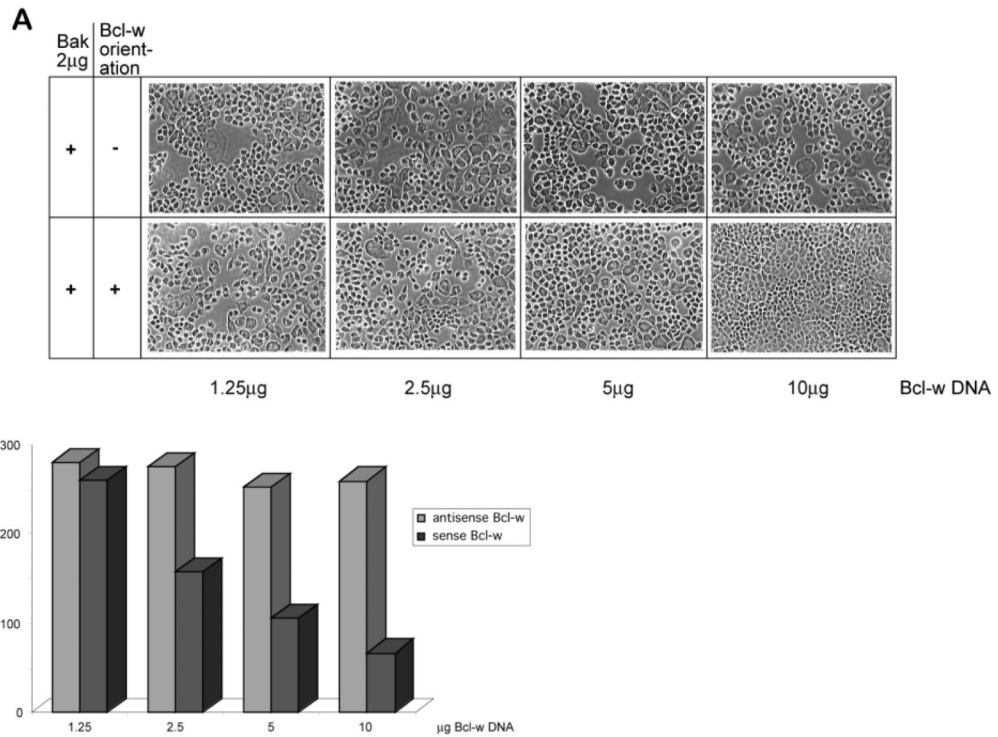 A
Bak
2μg
Bcl-w
orient-
ation
+ -
+ +
1.25μg 2.5μg 5μg 10μg Bcl-w DNA
300
200
100
0
antisense Bcl-w
sense Bcl-w
1.25 2.5 5 10 μg Bcl-w DNA